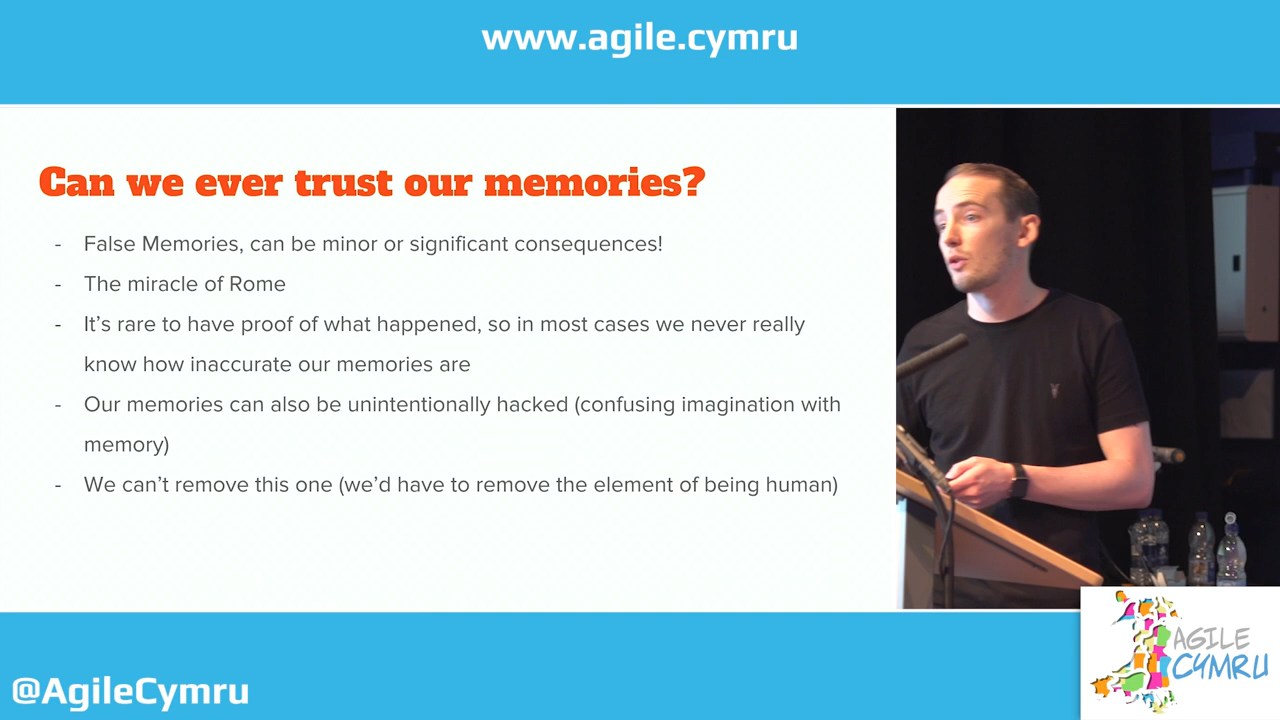 www.agile.cymru
Can we ever trust our memories?
- False Memories, can be minor or significant consequences!
- The miracle of Rome
- It’s rare to have proof of what happened, so in most cases we never really
know how inaccurate our memories are
- Our memories can also be unintentionally hacked (confusing imagination with
memory)
- We can’t remove this one (we’d have to remove the element of being human)
@AgileCymru
AGILE
CYMRU